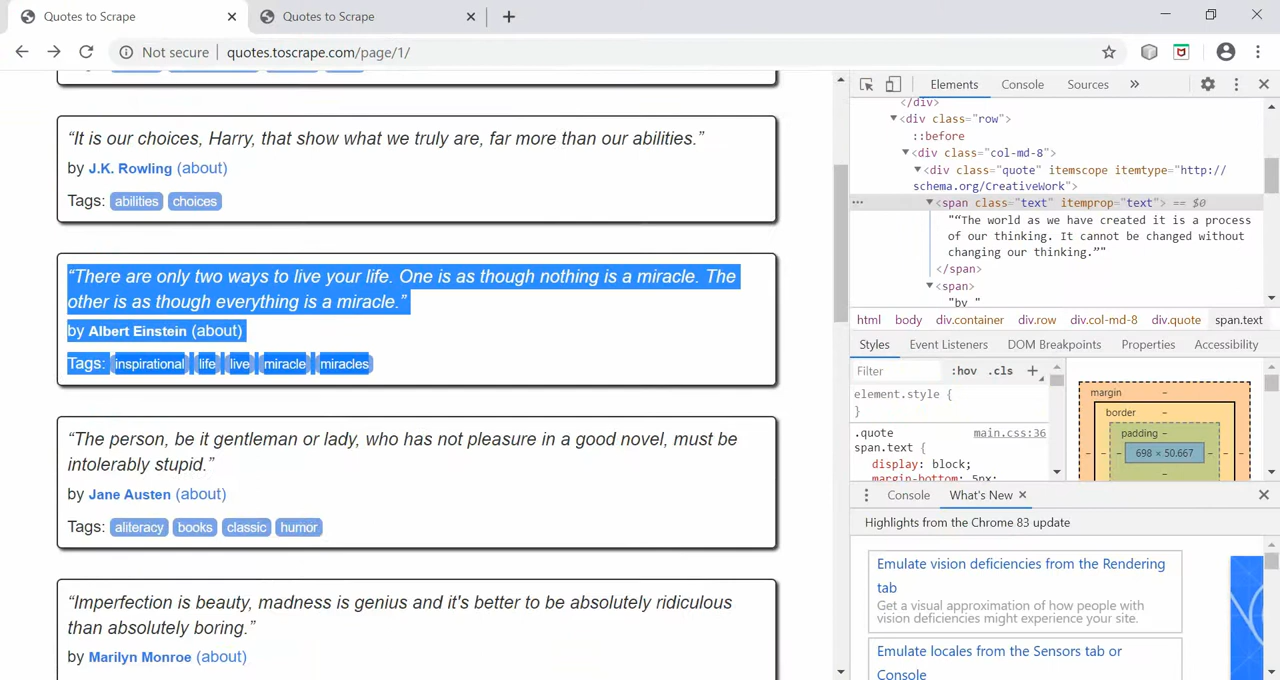 Quotes to Scrape
Quotes to Scrape
Not secure
quotes.toscrape.com/page/1/
“It is our choices, Harry, that show what we truly are, far more than our abilities.”
by J.K. Rowling (about)
Tags: abilities choices
“There are only two ways to live your life. One is as though nothing is a miracle. The
other is as though everything is a miracle.”
by Albert Einstein (about)
Tags: inspirational life live miracle miracles
“The person, be it gentleman or lady, who has not pleasure in a good novel, must be
intolerably stupid.”
by Jane Austen (about)
Tags: aliteracy books classic humor
“Imperfection is beauty, madness is genius and it's better to be absolutely ridiculous
than absolutely boring.”
by Marilyn Monroe (about)
Elements Console Sources »
</div>
<div class="row">
::before
<div class="col-md-8">
<div class="quote" itemscope itemtype="http://
schema.org/CreativeWork">
<span class="text" itemprop="text"> == $0
"“The world as we have created it is a process
of our thinking. It cannot be changed without
changing our thinking.”"
</span>
<span>
"by "
html body div.container div.row div.col-md-8 div.quote span.text
Styles Event Listeners DOM Breakpoints Properties Accessibility
Filter :hov .cls +
element.style {
}
.quote main.css:36
span.text {
display: block;
margin-bottom: 5px;
margin -
border -
padding -
- - - 698 × 50.667 - - -
-
Console What's New
Highlights from the Chrome 83 update
Emulate vision deficiencies from the Rendering
tab
Get a visual approximation of how people with
vision deficiencies might experience your site.
Emulate locales from the Sensors tab or
Console